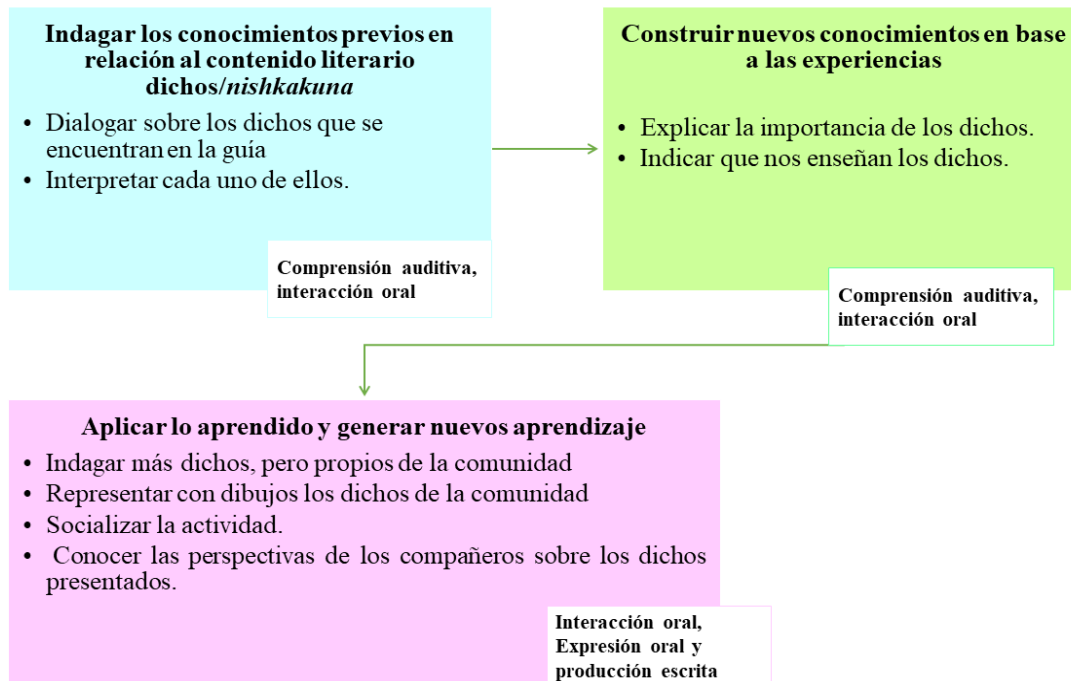 Indagar los conocimientos previos en
relación al contenido literario
dichos/nishkakuna
• Dialogar sobre los dichos que se
encuentran en la guía
• Interpretar cada uno de ellos.
Comprensión auditiva,
interacción oral
Construir nuevos conocimientos en base
a las experiencias
• Explicar la importancia de los dichos.
• Indicar que nos enseñan los dichos.
Comprensión auditiva,
interacción oral
Aplicar lo aprendido y generar nuevos aprendizaje
• Indagar más dichos, pero propios de la comunidad
• Representar con dibujos los dichos de la comunidad
• Socializar la actividad.
• Conocer las perspectivas de los compañeros sobre los dichos
presentados.
Interacción oral,
Expresión oral y
producción escrita